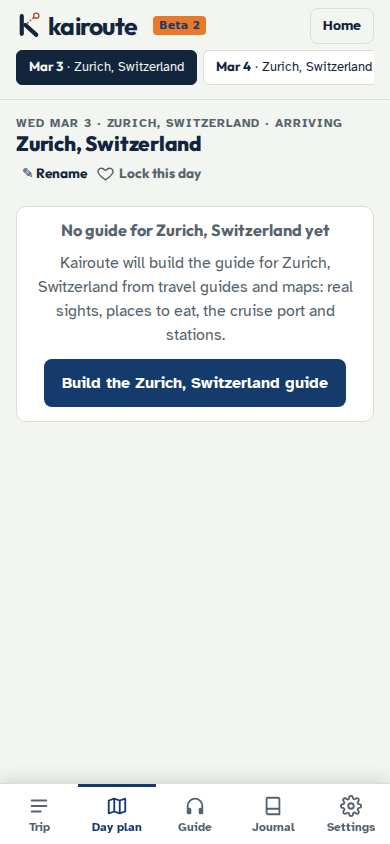 kairoute Beta 2 Home
Mar 3 · Zurich, Switzerland Mar 4 · Zurich, Switzerland
WED MAR 3 · ZURICH, SWITZERLAND · ARRIVING
Zurich, Switzerland
✎ Rename Lock this day
No guide for Zurich, Switzerland yet
Kairoute will build the guide for Zurich,
Switzerland from travel guides and maps: real
sights, places to eat, the cruise port and
stations.
Build the Zurich, Switzerland guide
Trip Day plan Guide Journal Settings